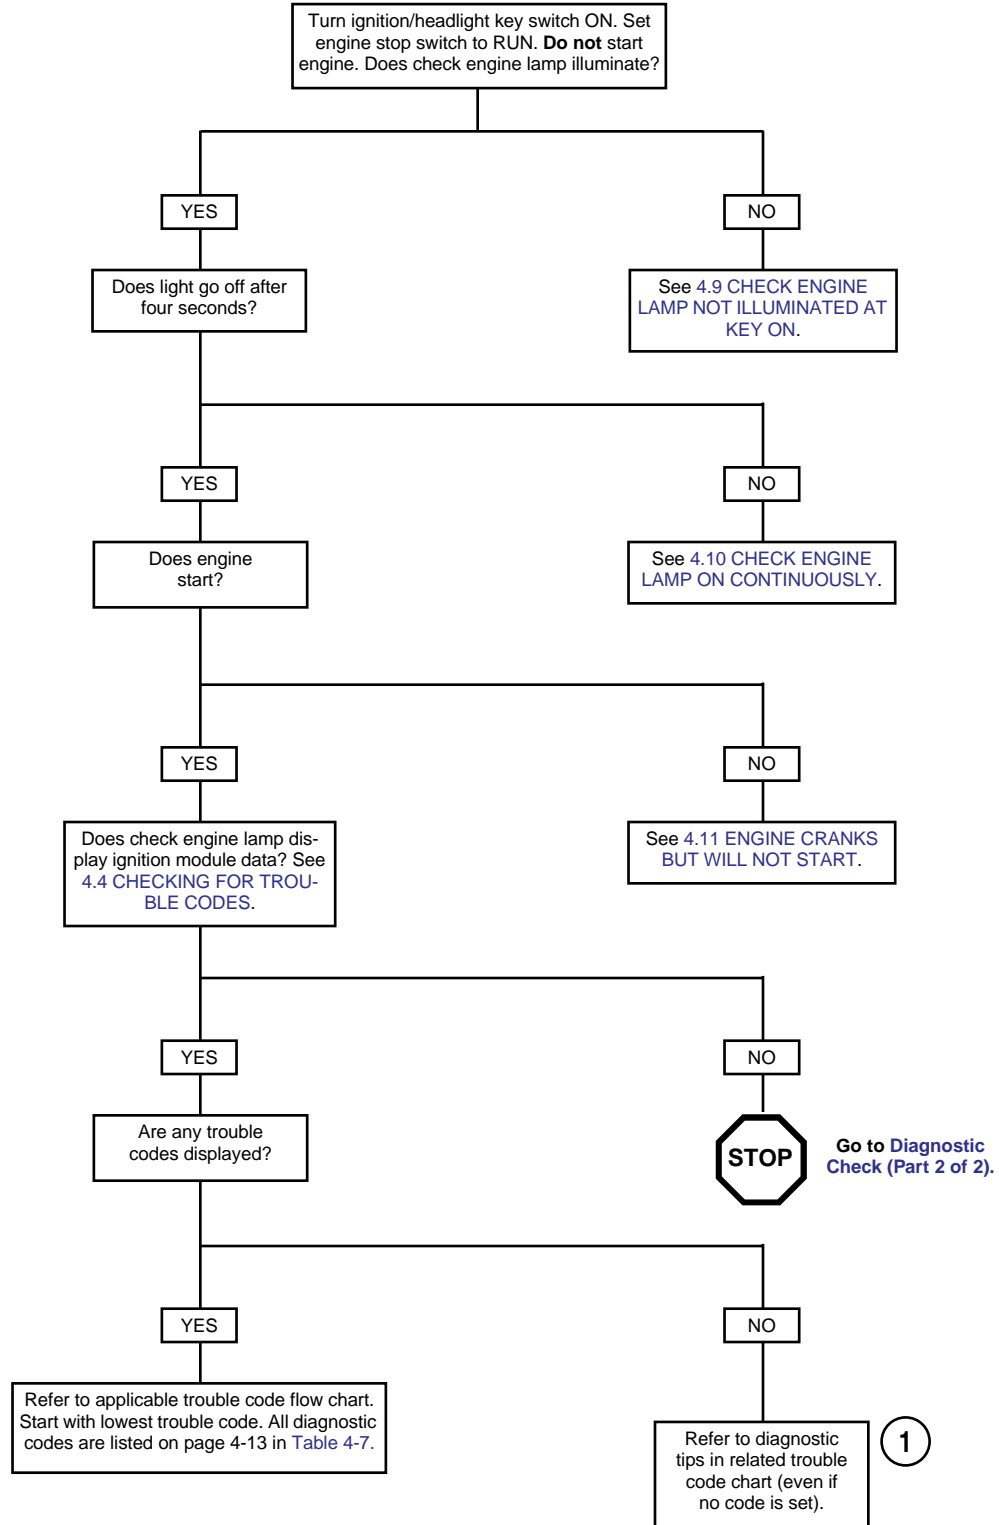 Turn ignition/headlight key switch ON. Set
engine stop switch to RUN. Do not start
engine. Does check engine lamp illuminate?
YES
NO
Does light go off after
four seconds?
See 4.9 CHECK ENGINE
LAMP NOT ILLUMINATED AT
KEY ON.
YES
NO
Does engine
start?
See 4.10 CHECK ENGINE
LAMP ON CONTINUOUSLY.
YES
NO
Does check engine lamp dis-
play ignition module data? See
4.4 CHECKING FOR TROU-
BLE CODES.
See 4.11 ENGINE CRANKS
BUT WILL NOT START.
YES
NO
Are any trouble
codes displayed?
STOP
Go to Diagnostic
Check (Part 2 of 2).
YES
NO
Refer to applicable trouble code flow chart.
Start with lowest trouble code. All diagnostic
codes are listed on page 4-13 in Table 4-7.
Refer to diagnostic
tips in related trouble
code chart (even if
no code is set).
1